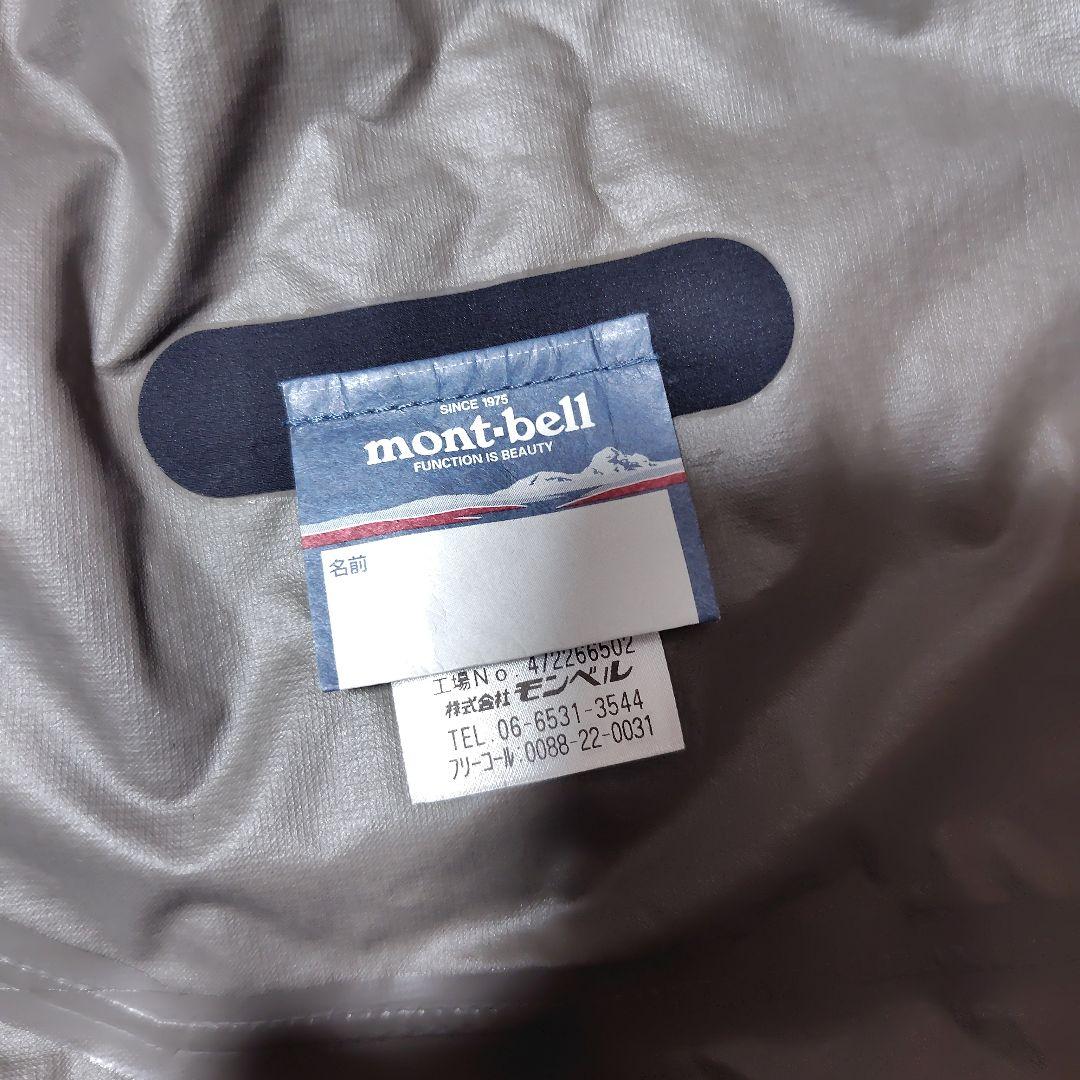 SINCE 1975
mont·bell
FUNCTION IS BEAUTY
名前
工場No. 472266502
株式会社モンベル
TEL.06-6531-3544
フリーコール.0088-22-0031